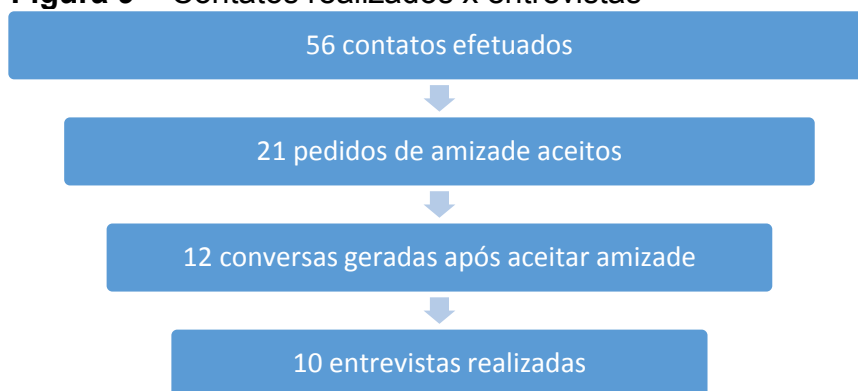 Contatos realizados x entrevistas
56 contatos efetuados
21 pedidos de amizade aceitos
12 conversas geradas após aceitar amizade
10 entrevistas realizadas